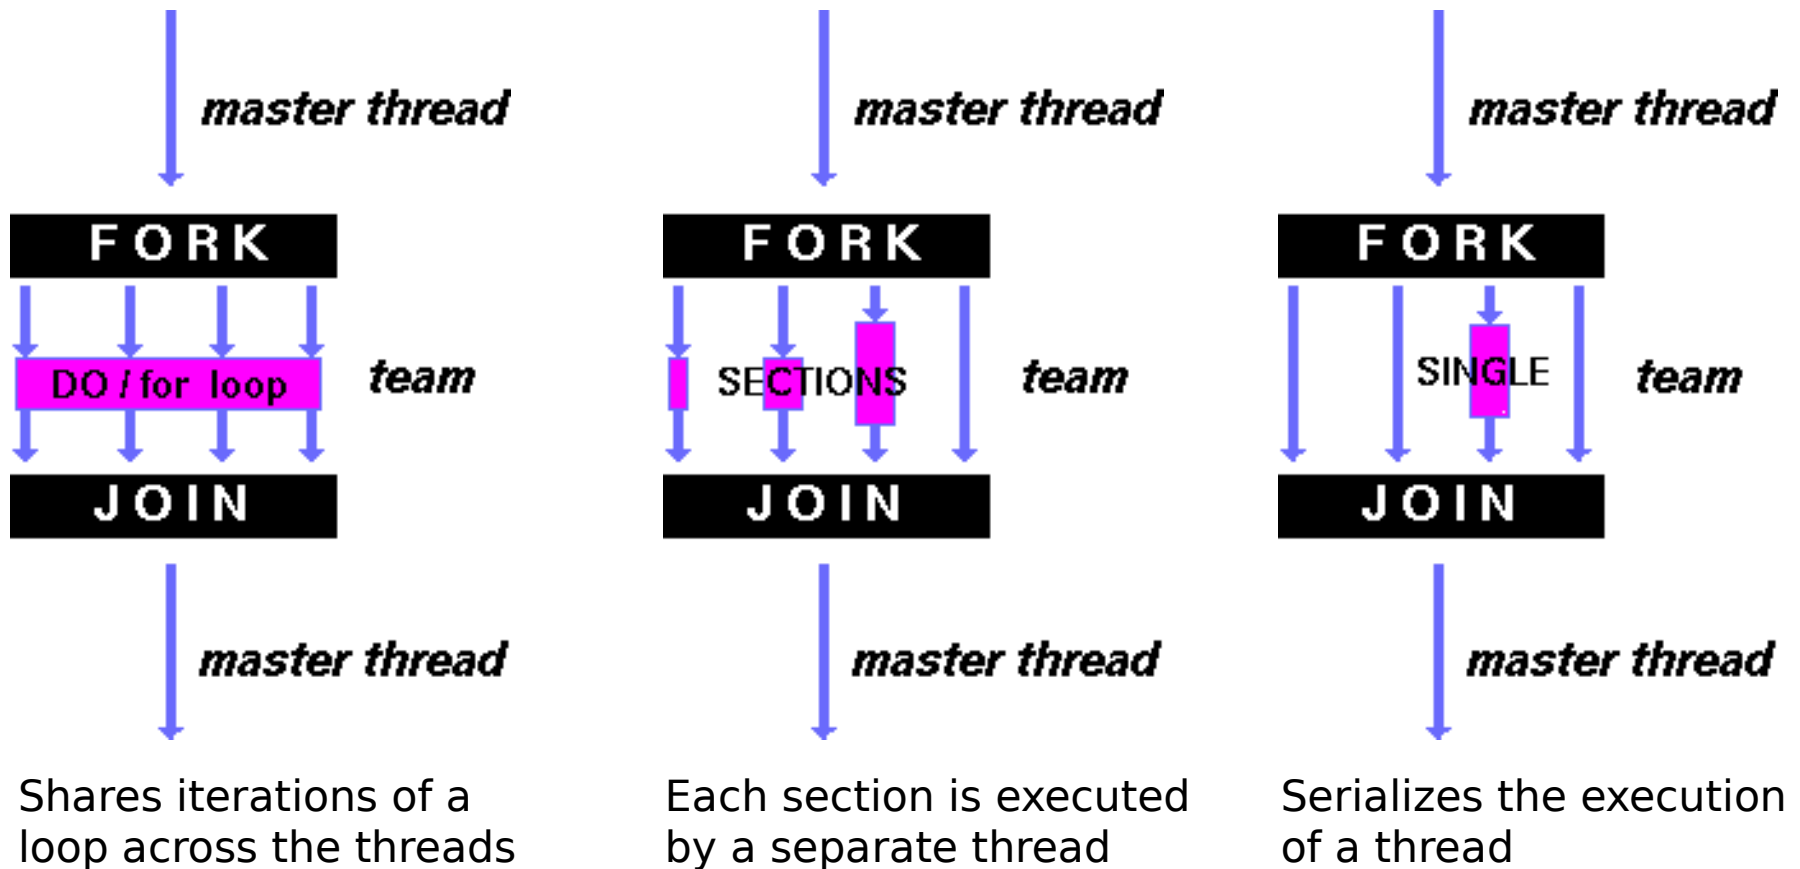 master thread
FORK
DO / for loop
team
JOIN
master thread
Shares iterations of a
loop across the threads
master thread
FORK
SECTIONS
team
JOIN
master thread
Each section is executed
by a separate thread
master thread
FORK
SINGLE
team
JOIN
master thread
Serializes the execution
of a thread